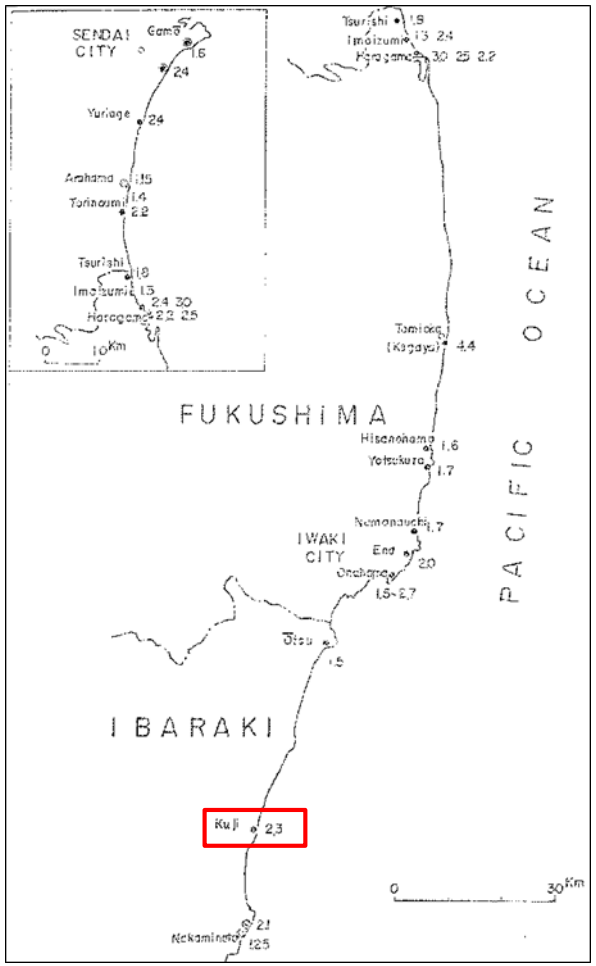 SENDAI
CITY
Gamō
1.6
2.4
Yuriage 2.4
Arahama 1.15
1.4
Torinoumi 2.2
Tsurishi
1.8
Imaizumi 1.3
2.4 3.0
Haragama 2.2 2.5
0 10 Km
Tsurishi 1.9
Imaizumi 1.3 2.4
Haragama 3.0 2.5 2.2
PACIFIC OCEAN
Tomioka
(Kegaya) 4.4
FUKUSHIMA
Hisanohama 1.6
Yotsukura 1.7
Numanouchi 1.7
IWAKI
CITY
Ena 2.0
Onahama
1.5~2.7
Ōtsu
1.5
IBARAKI
Kuji 2.3
0 30 Km
2.1
Nakaminato 1.25